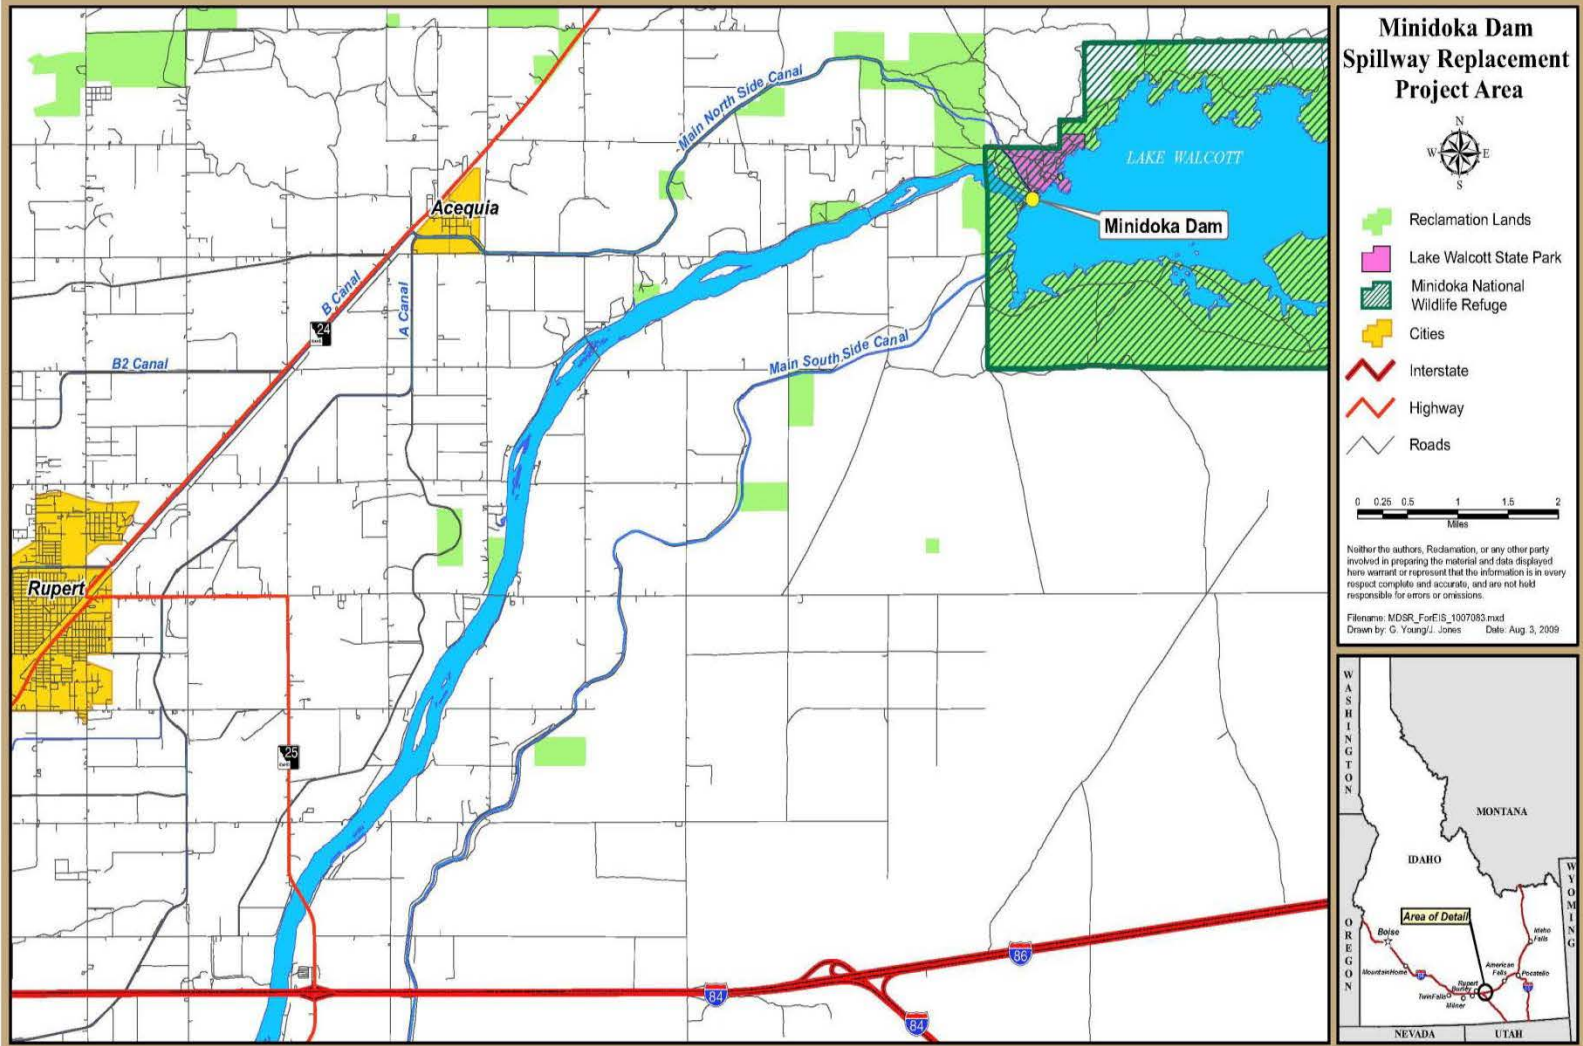 Minidoka Dam
Spillway Replacement
Project Area
N
W
E
S
Reclamation Lands
Lake Walcott State Park
Minidoka National
Wildlife Refuge
Cities
Interstate
Highway
Roads
0 0.25 0.5 1 1.5 2
Miles
Neither the authors, Reclamation, or any other party
involved in preparing the material and data displayed
here warrant or represent that the information is in every
respect complete and accurate, and are not held
responsible for errors or omissions.
Filename: MDSR_ForEIS_1007083.mxd
Drawn by: G. Young/J. Jones Date: Aug. 3, 2009
Main North Side Canal
LAKE WALCOTT
Acequia
Minidoka Dam
B Canal
A Canal
24
B2 Canal
Main South Side Canal
Rupert
25
86
84
84
WASHINGTON
MONTANA
IDAHO
WYOMING
OREGON
Area of Detail
Boise
Idaho
Falls
Mountain Home
American
Falls
Pocatello
Rupert
Burley
Twin Falls
Milner
NEVADA
UTAH